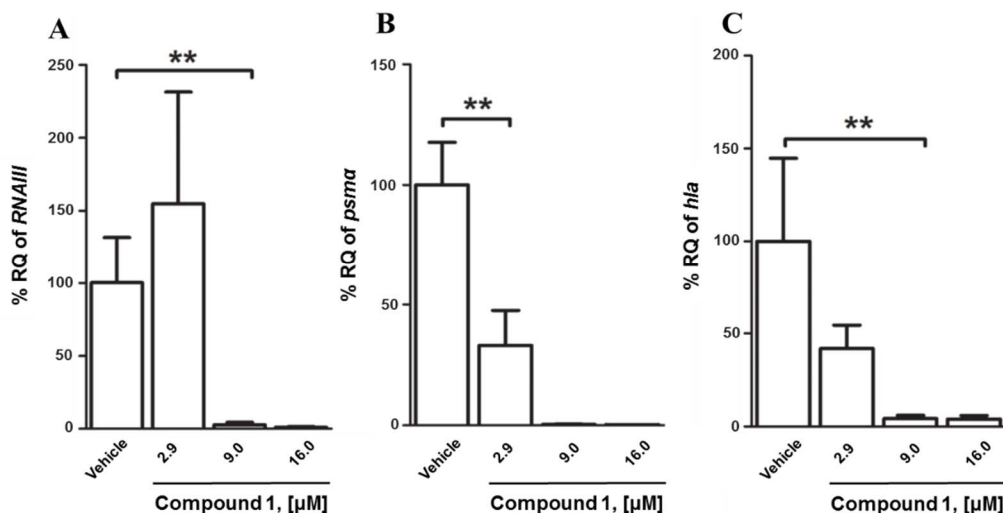 A
% RQ of RNAIII
250
200
150
100
50
0
**
Vehicle
2.9
9.0
16.0
Compound 1, [µM]
B
% RQ of psmα
150
100
50
0
**
Vehicle
2.9
9.0
16.0
Compound 1, [µM]
C
% RQ of hla
200
150
100
50
0
**
Vehicle
2.9
9.0
16.0
Compound 1, [µM]